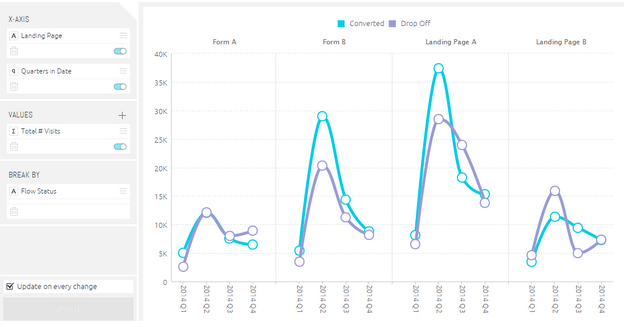 X-AXIS
A Landing Page
q Quarters in Date
VALUES +
Σ Total # Visits
BREAK BY
A Flow Status
Update on every change
Converted Drop Off
Form A Form B Landing Page A Landing Page B
40K
35K
30K
25K
20K
15K
10K
5K
0
2014 Q1 2014 Q2 2014 Q3 2014 Q4 2014 Q1 2014 Q2 2014 Q3 2014 Q4 2014 Q1 2014 Q2 2014 Q3 2014 Q4 2014 Q1 2014 Q2 2014 Q3 2014 Q4